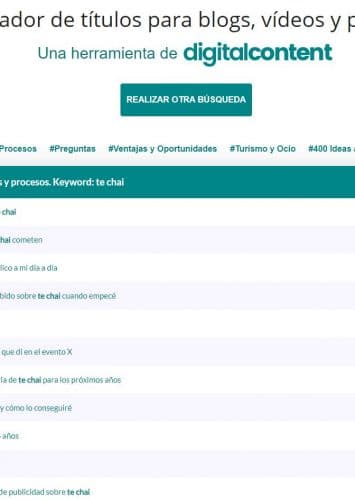 ador de títulos para blogs, vídeos y p
Una herramienta de digitalcontent
REALIZAR OTRA BÚSQUEDA
Procesos #Preguntas #Ventajas y Oportunidades #Turismo y Ocio #400 Ideas
s y procesos. Keyword: te chai
e chai
hai cometen
lico a mi día a día
bido sobre te chai cuando empecé
que di en el evento X
la de te chai para los próximos años
y cómo lo conseguiré
años
de publicidad sobre te chai